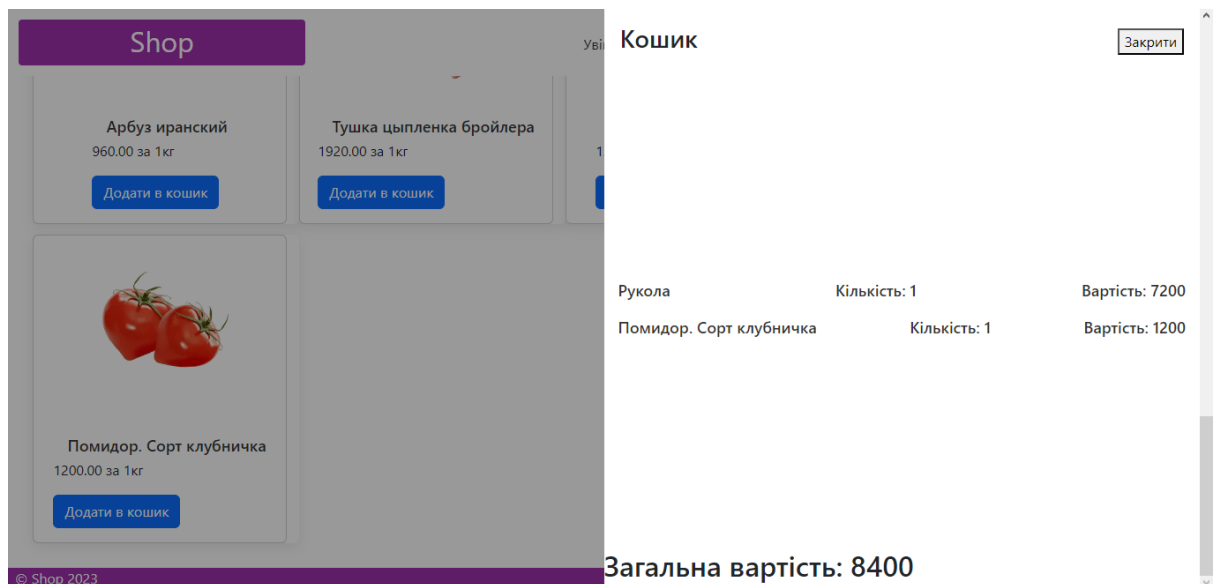 Shop
Уві
Арбуз иранский
960.00 за 1кг
Додати в кошик
Тушка цыпленка бройлера
1920.00 за 1кг
Додати в кошик
1
Помидор. Сорт клубничка
1200.00 за 1кг
Додати в кошик
© Shop 2023
Кошик
Закрити
Рукола Кількість: 1 Вартість: 7200
Помидор. Сорт клубничка Кількість: 1 Вартість: 1200
Загальна вартість: 8400